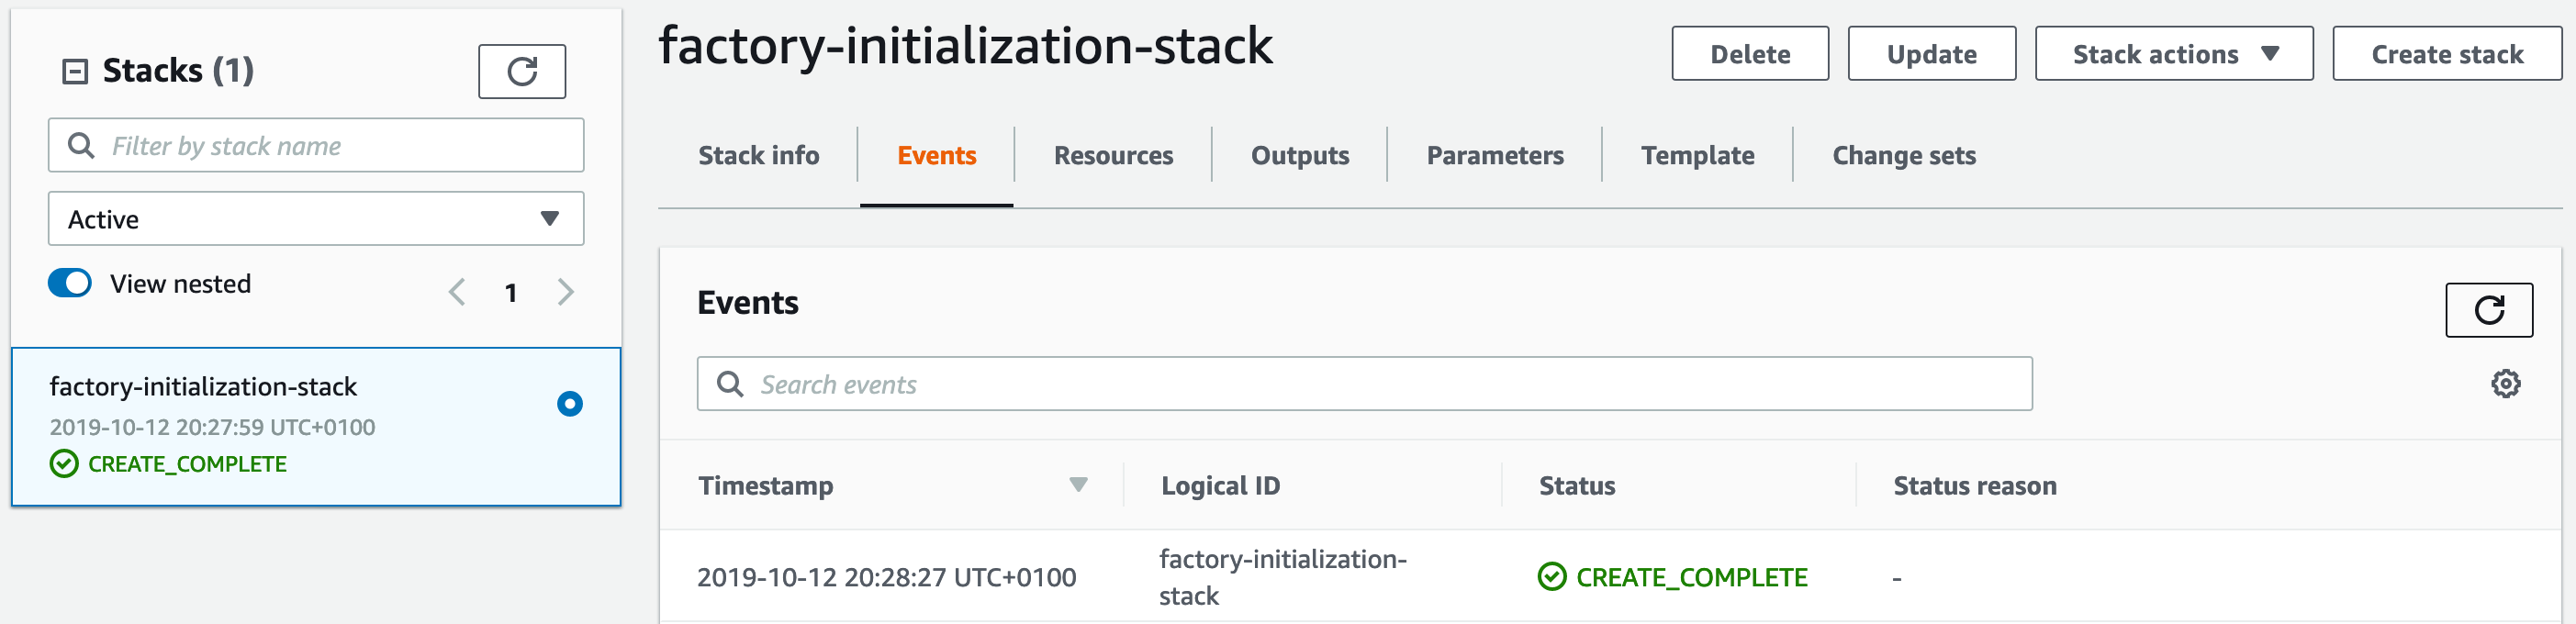 Stacks (1)
Filter by stack name
Active
View nested
1
factory-initialization-stack
2019-10-12 20:27:59 UTC+0100
CREATE_COMPLETE
factory-initialization-stack
Delete
Update
Stack actions
Create stack
Stack info
Events
Resources
Outputs
Parameters
Template
Change sets
Events
Search events
Timestamp
Logical ID
Status
Status reason
2019-10-12 20:28:27 UTC+0100
factory-initialization-
stack
CREATE_COMPLETE
-